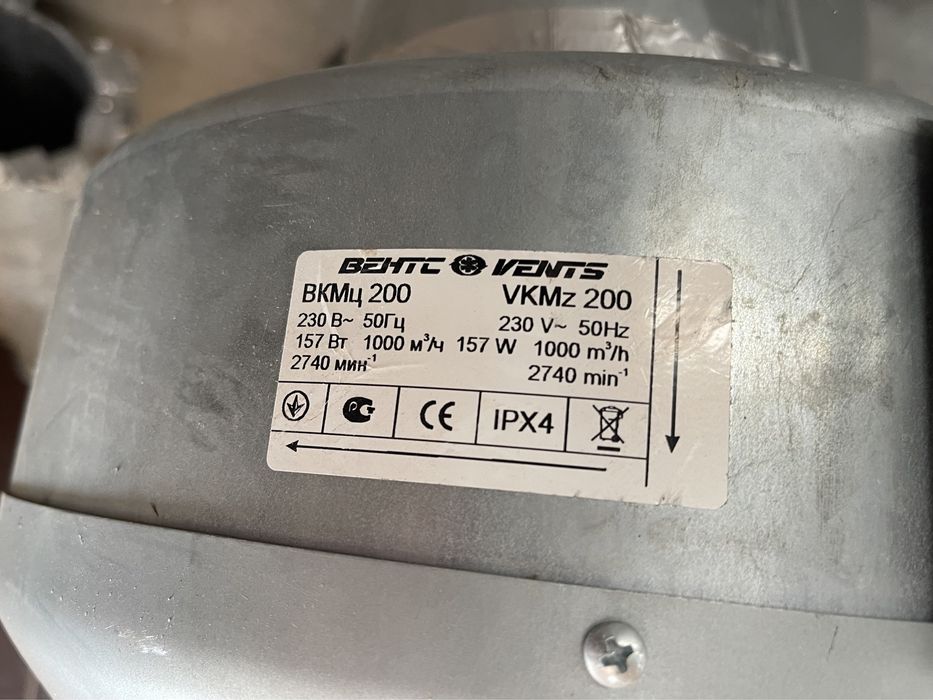 ВЕНТС VENTS
ВКМц 200 VKMz 200
230 В~ 50Гц 230 V~ 50Hz
157 Вт 1000 м³/ч 157 W 1000 m³/h
2740 мин⁻¹ 2740 min⁻¹
PG CE IPX4